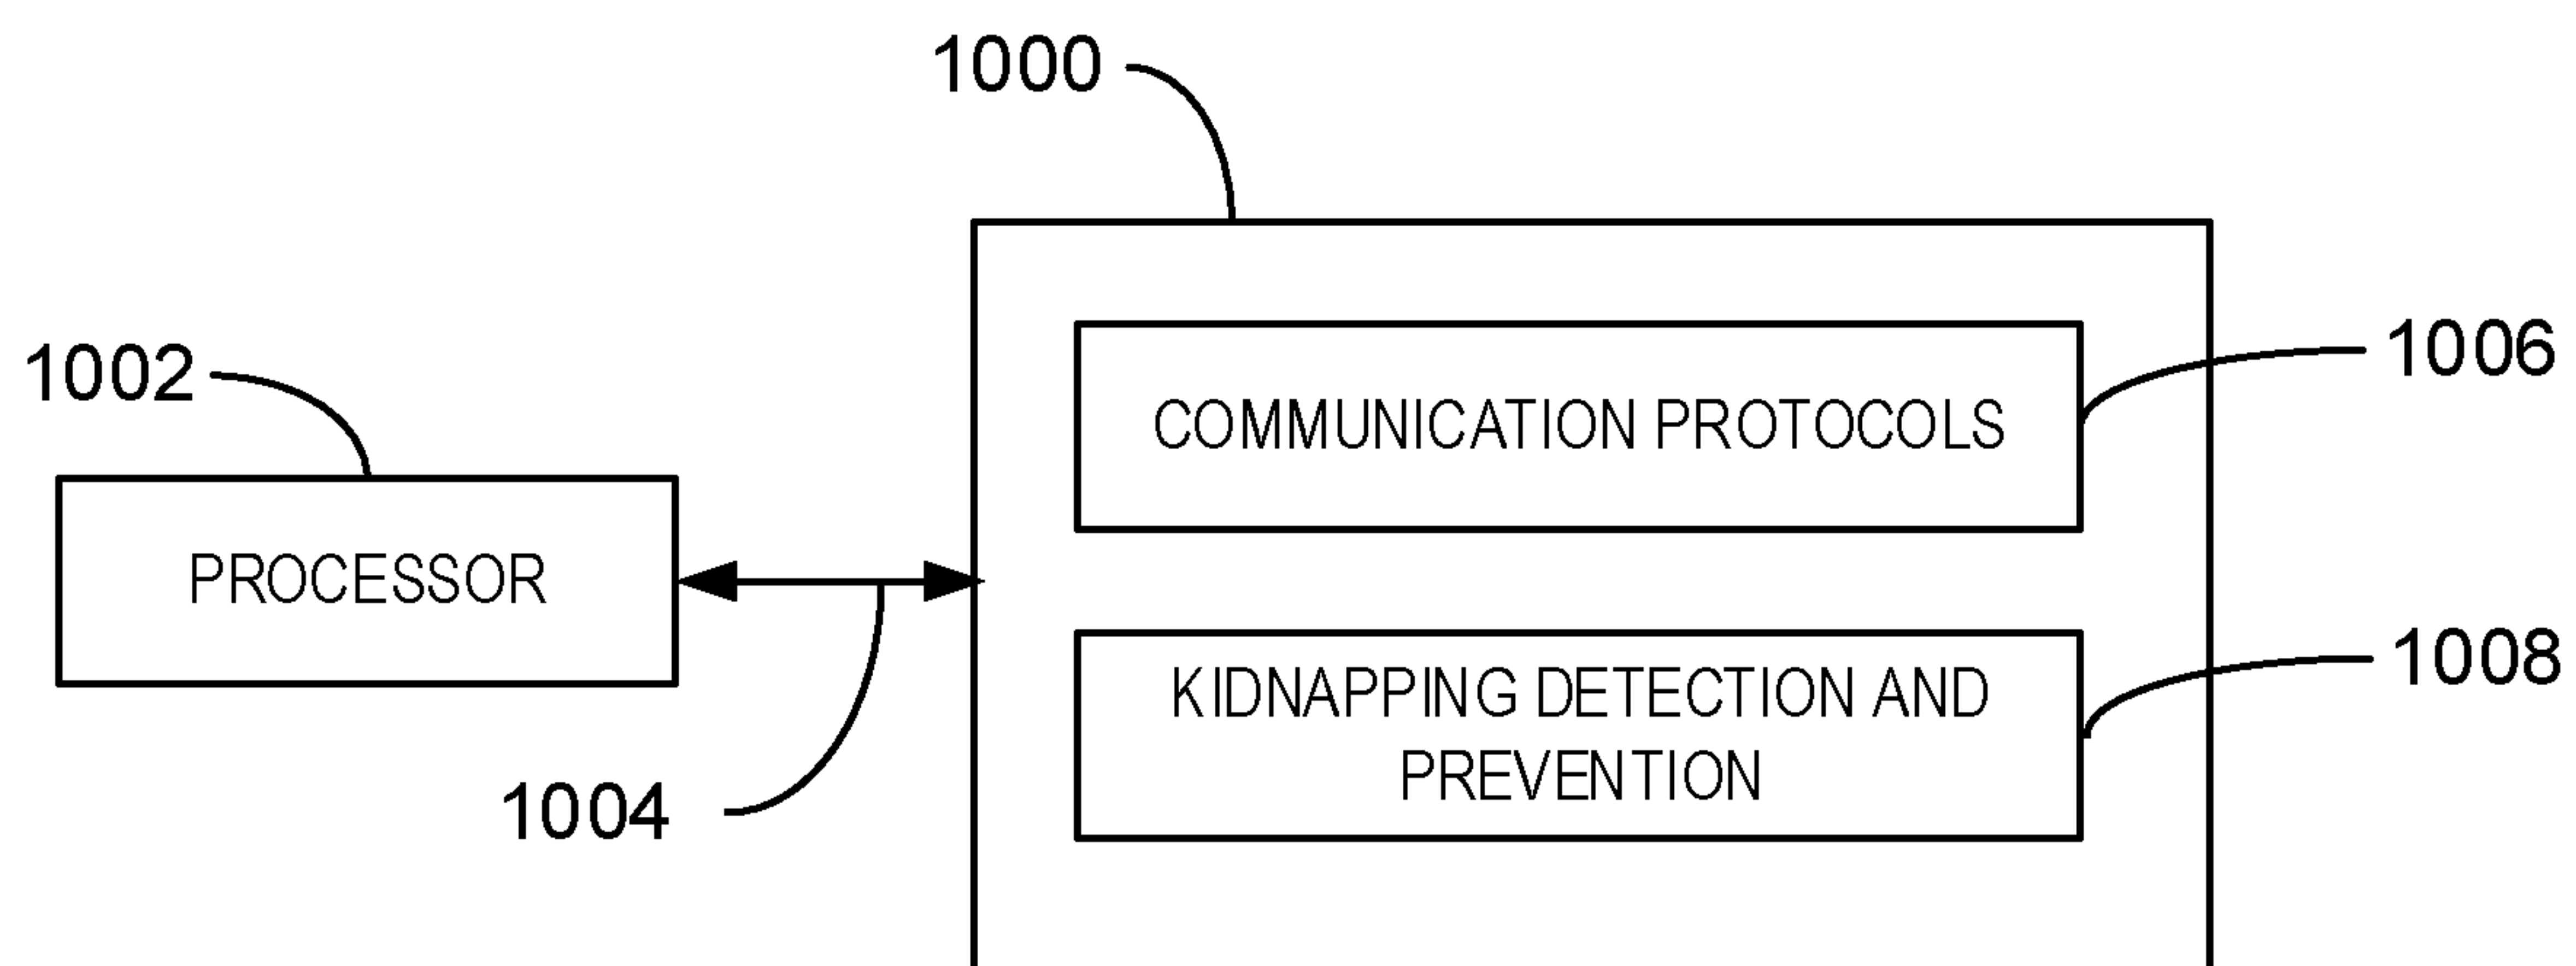 1000
1002
1006
COMMUNICATION PROTOCOLS
PROCESSOR
1008
KIDNAPPING DETECTION AND
PREVENTION
1004